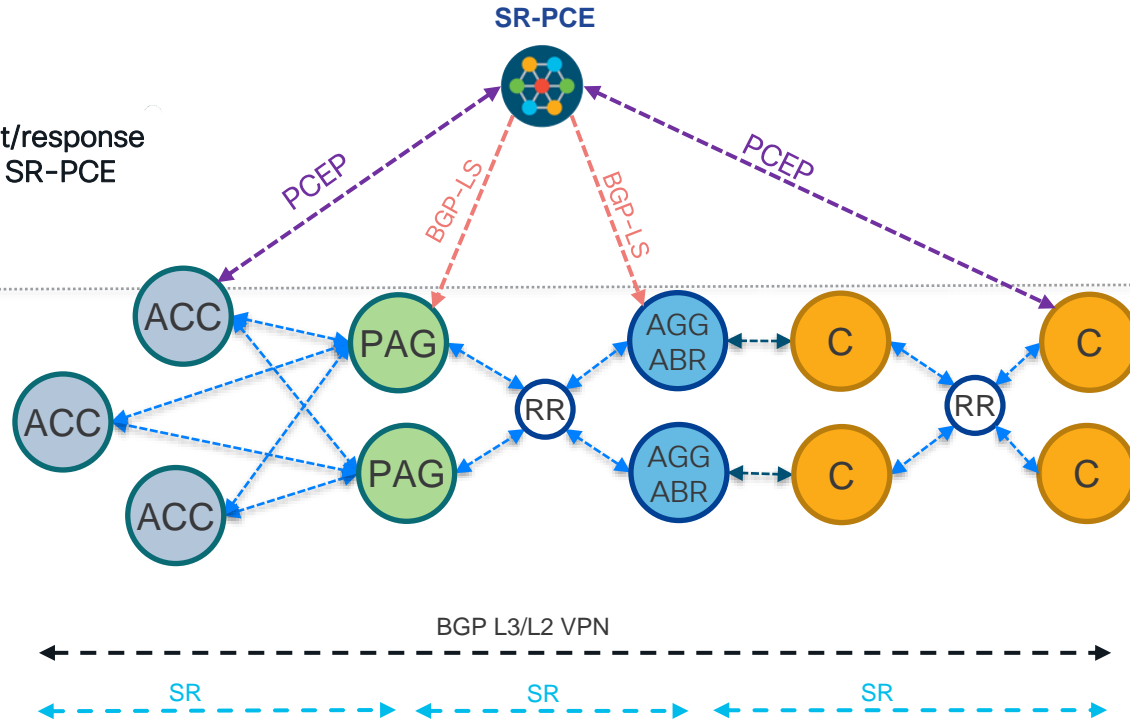 SR-PCE
t/response
SR-PCE
PCEP
BGP-LS
BGP-LS
PCEP
ACC
PAG
AGG
ABR
C
C
ACC
RR
RR
PAG
AGG
ABR
C
C
ACC
BGP L3/L2 VPN
SR
SR
SR